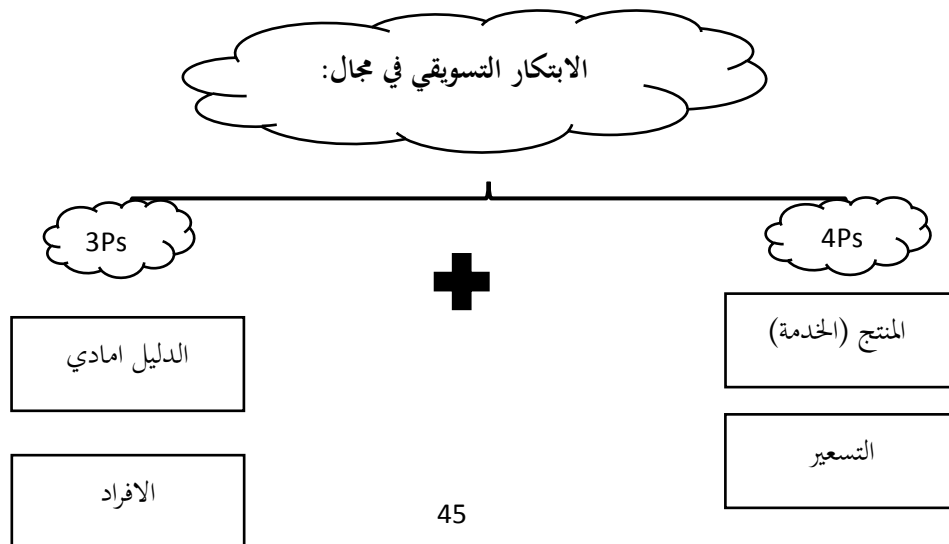 الابتكار التسويقي في مجال:
4Ps
3Ps
المنتج (الخدمة)
الدليل امادي
التسعير
الافراد
45